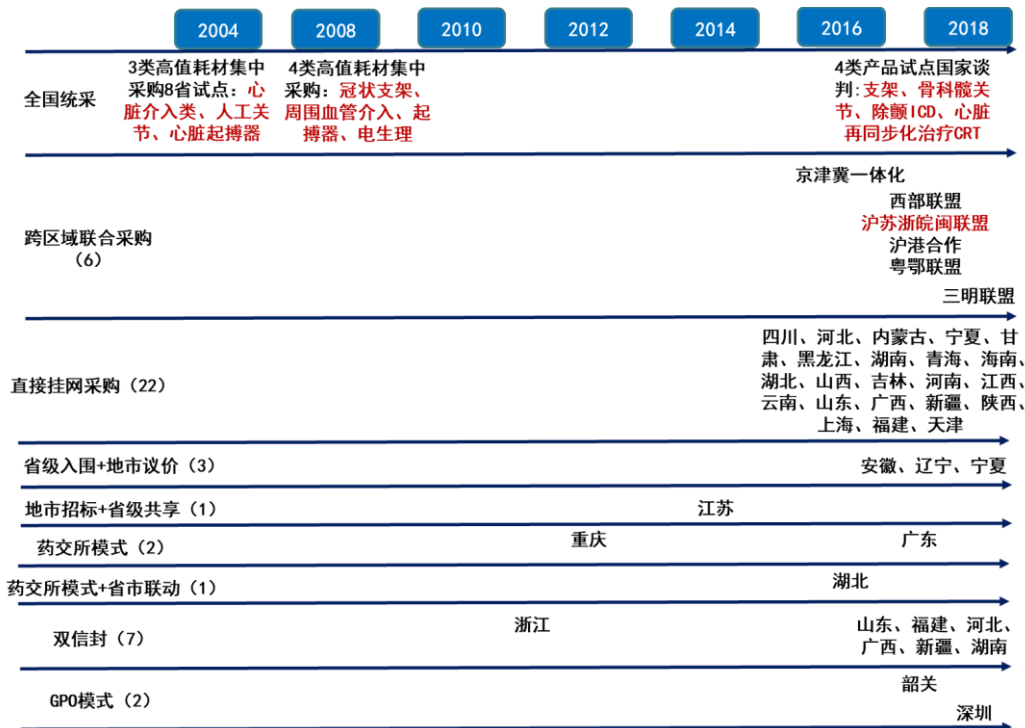 2004 2008 2010 2012 2014 2016 2018
全国统采
3类高值耗材集中
采购8省试点：心
脏介入类、人工关
节、心脏起搏器
4类高值耗材集中
采购：冠状支架、
周围血管介入、起
搏器、电生理
4类产品试点国家谈
判：支架、骨科髋关
节、除颤ICD、心脏
再同步化治疗CRT
跨区域联合采购
（6）
京津冀一体化
西部联盟
沪苏浙皖闽联盟
沪港合作
粤鄂联盟
三明联盟
直接挂网采购（22）
四川、河北、内蒙古、宁夏、甘
肃、黑龙江、湖南、青海、海南、
湖北、山西、吉林、河南、江西、
云南、山东、广西、新疆、陕西、
上海、福建、天津
省级入围+地市议价（3）
安徽、辽宁、宁夏
地市招标+省级共享（1）
江苏
药交所模式（2）
重庆
广东
药交所模式+省市联动（1）
湖北
双信封（7）
浙江
山东、福建、河北、
广西、新疆、湖南
GPO模式（2）
韶关
深圳